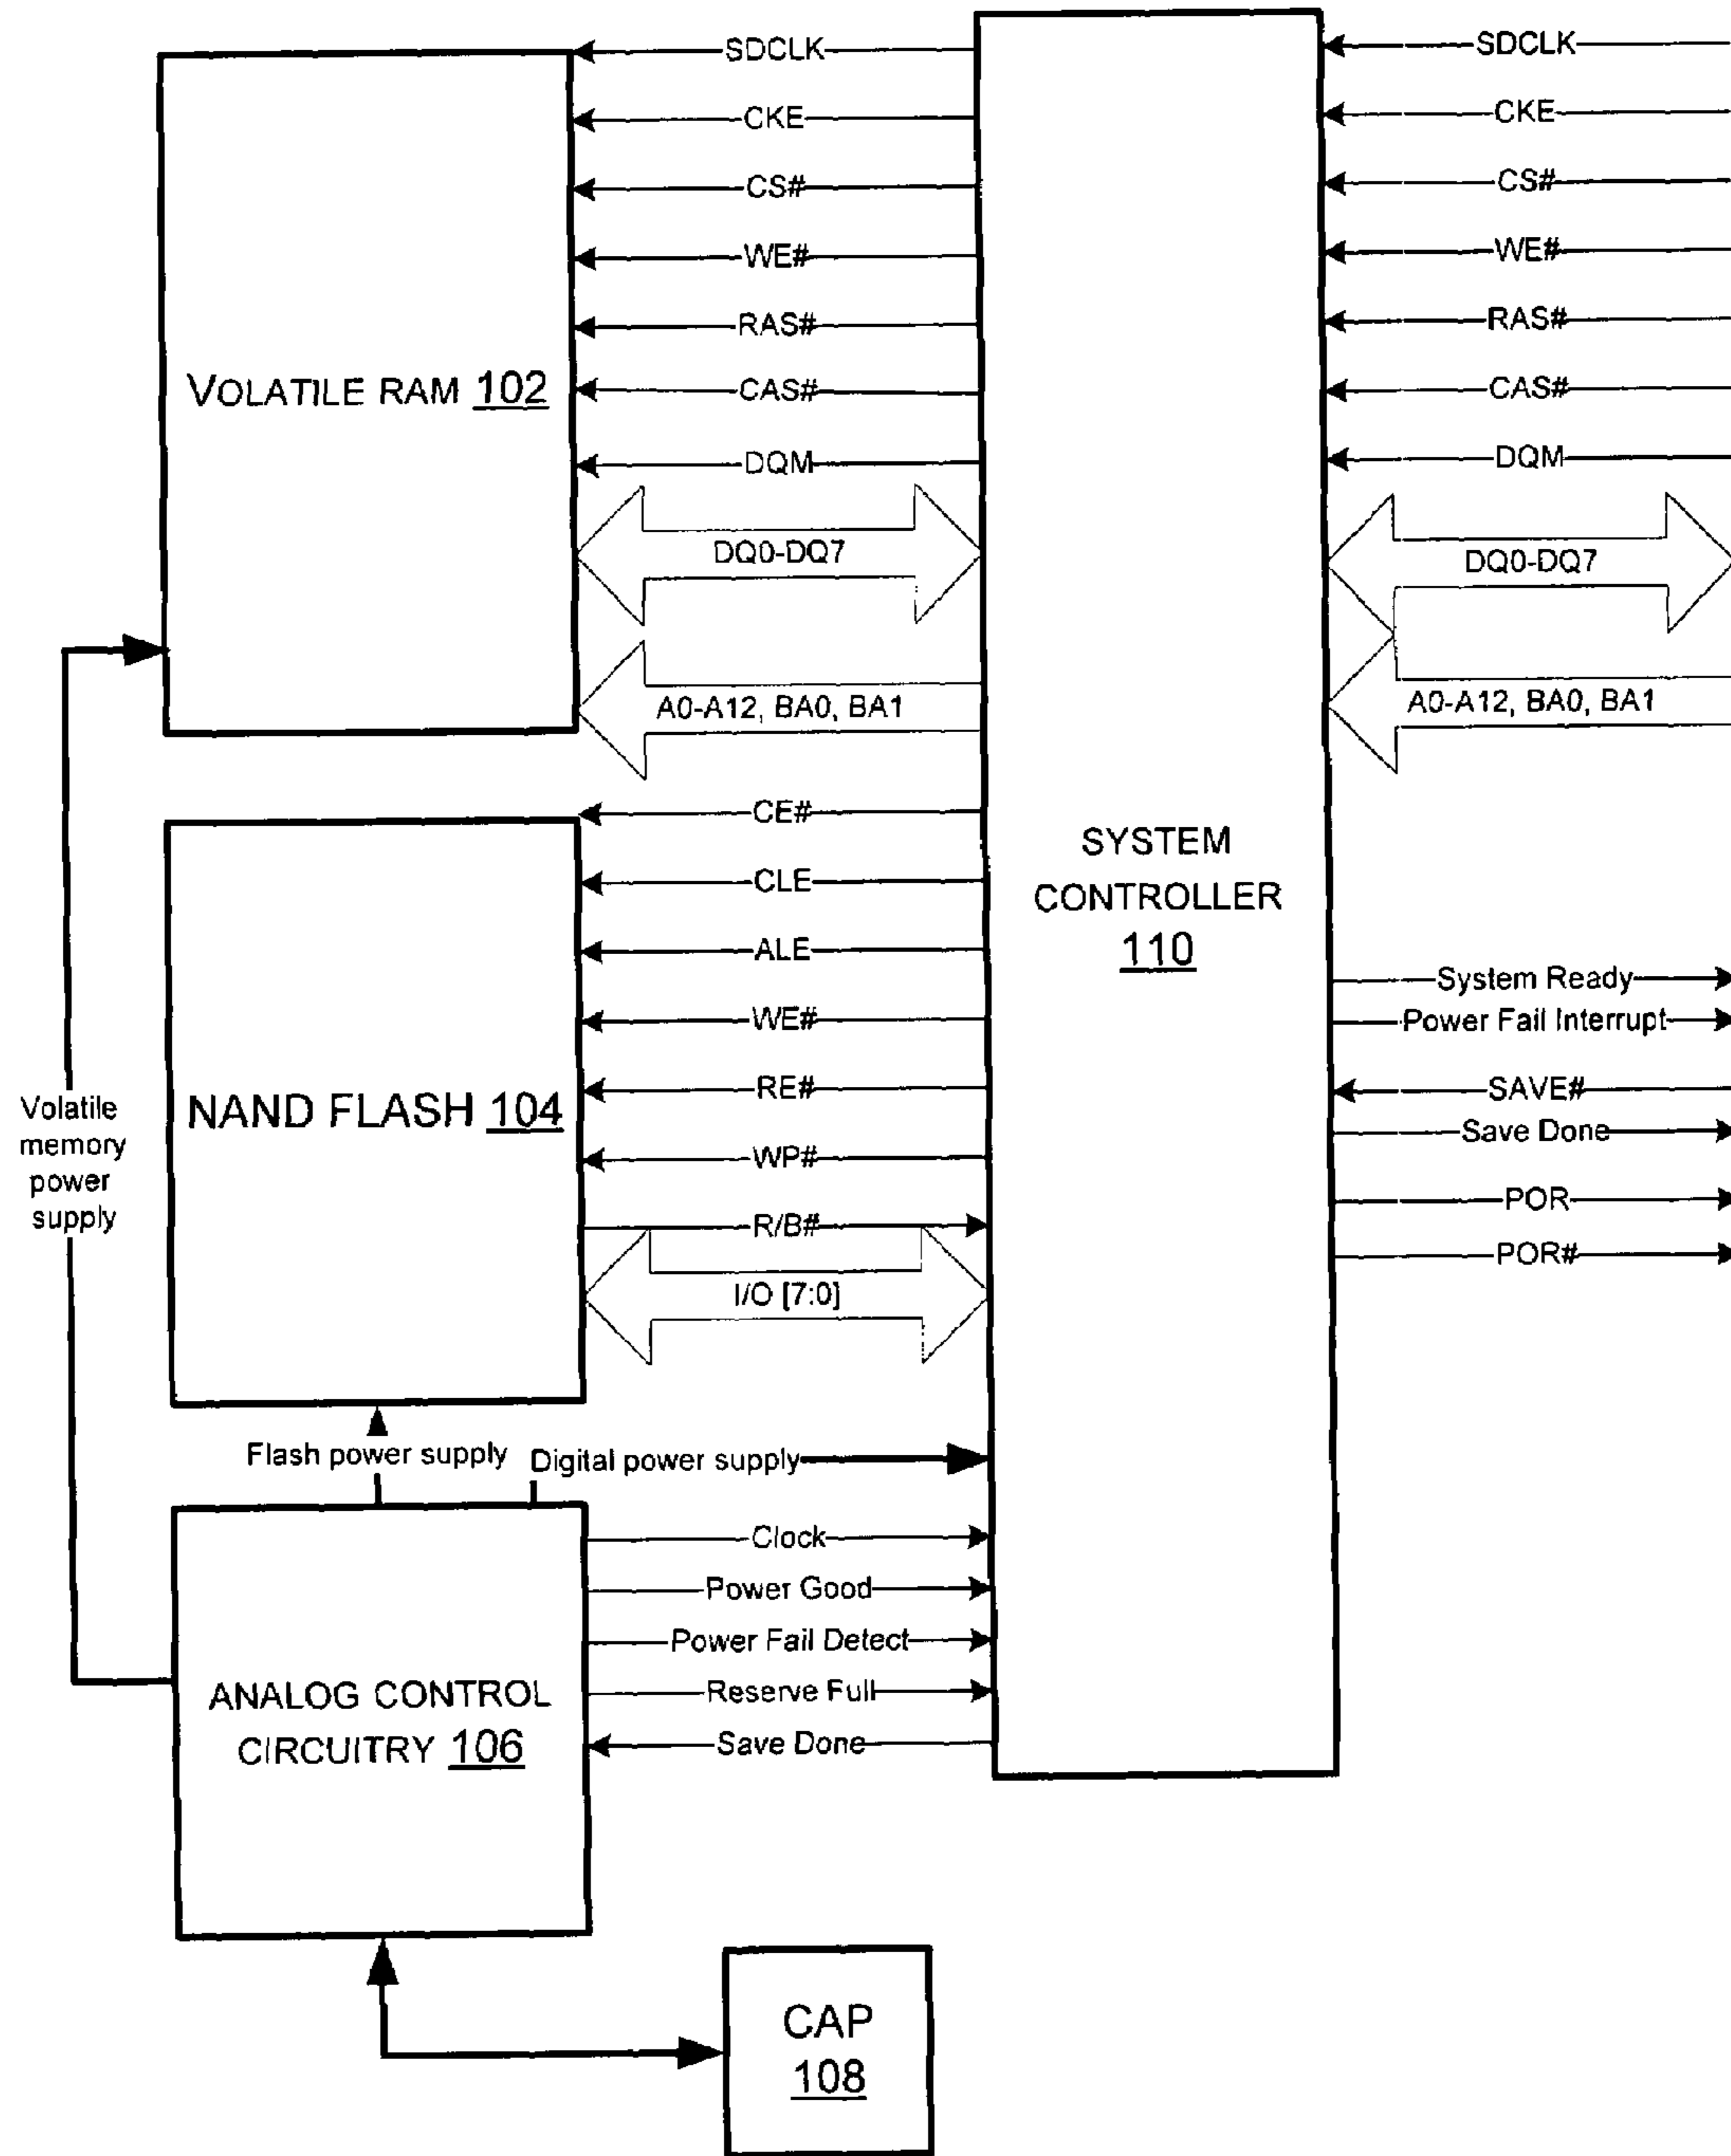 SDCLK
SDCLK
CKE
CKE
CS#
CS#
WE#
WE#
RAS#
RAS#
VOLATILE RAM 102
CAS#
CAS#
DQM
DQM
DQ0-DQ7
DQ0-DQ7
A0-A12, BA0, BA1
A0-A12, BA0, BA1
CE#
CLE
ALE
WE#
NAND FLASH 104
RE#
WP#
R/B#
I/O [7:0]
SYSTEM
CONTROLLER
110
System Ready
Power Fail Interrupt
SAVE#
Save Done
POR
POR#
Volatile
memory
power
supply
Flash power supply
Digital power supply
Clock
Power Good
Power Fail Detect
Reserve Full
Save Done
ANALOG CONTROL
CIRCUITRY 106
CAP
108